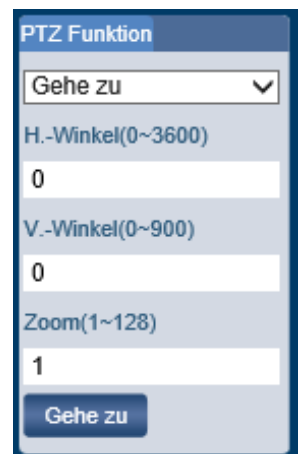 PTZ Funktion
Gehe zu
H.-Winkel(0~3600)
0
V.-Winkel(0~900)
0
Zoom(1~128)
1
Gehe zu